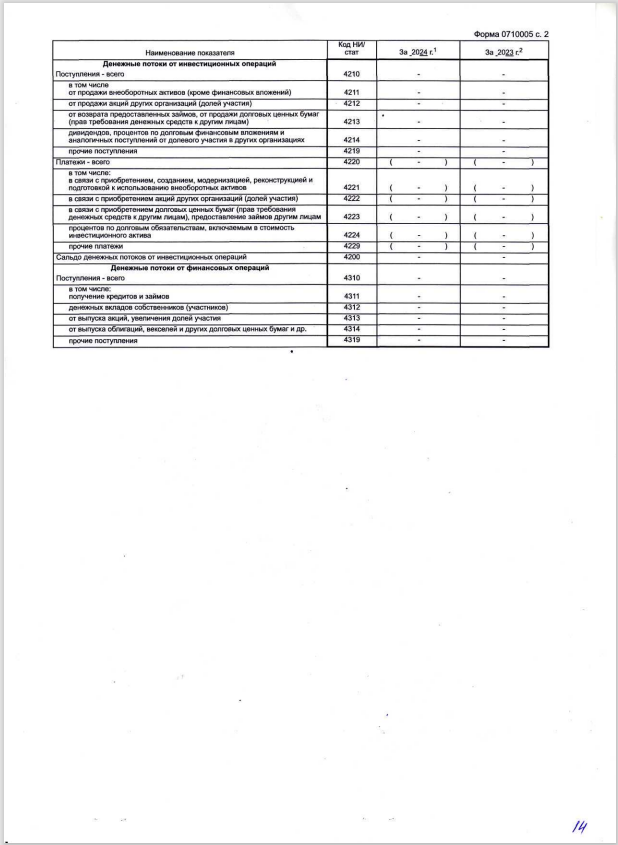 Форма 0710005 с. 2
Наименование показателя Код НИ/стат За 2024 г.1 За 2023 г.2
Денежные потоки от инвестиционных операций
Поступления - всего 4210 - -
в том числе
от продажи внеоборотных активов (кроме финансовых вложений) 4211 - -
от продажи акций других организаций (долей участия) 4212 - -
от возврата предоставленных займов, от продажи долговых ценных бумаг
(прав требования денежных средств к другим лицам) 4213 - -
дивидендов, процентов по долговым финансовым вложениям и
аналогичных поступлений от долевого участия в других организациях 4214 - -
прочие поступления 4219 - -
Платежи - всего 4220 ( - ) ( - )
в том числе:
в связи с приобретением, созданием, модернизацией, реконструкцией и
подготовкой к использованию внеоборотных активов 4221 ( - ) ( - )
в связи с приобретением акций других организаций (долей участия) 4222 ( - ) ( - )
в связи с приобретением долговых ценных бумаг (прав требования
денежных средств к другим лицам), предоставление займов другим лицам 4223 ( - ) ( - )
процентов по долговым обязательствам, включаемым в стоимость
инвестиционного актива 4224 ( - ) ( - )
прочие платежи 4229 ( - ) ( - )
Сальдо денежных потоков от инвестиционных операций 4200 - -
Денежные потоки от финансовых операций
Поступления - всего 4310 - -
в том числе:
получение кредитов и займов 4311 - -
денежных вкладов собственников (участников) 4312 - -
от выпуска акций, увеличения долей участия 4313 - -
от выпуска облигаций, векселей и других долговых ценных бумаг и др. 4314 - -
прочие поступления 4319 - -
14